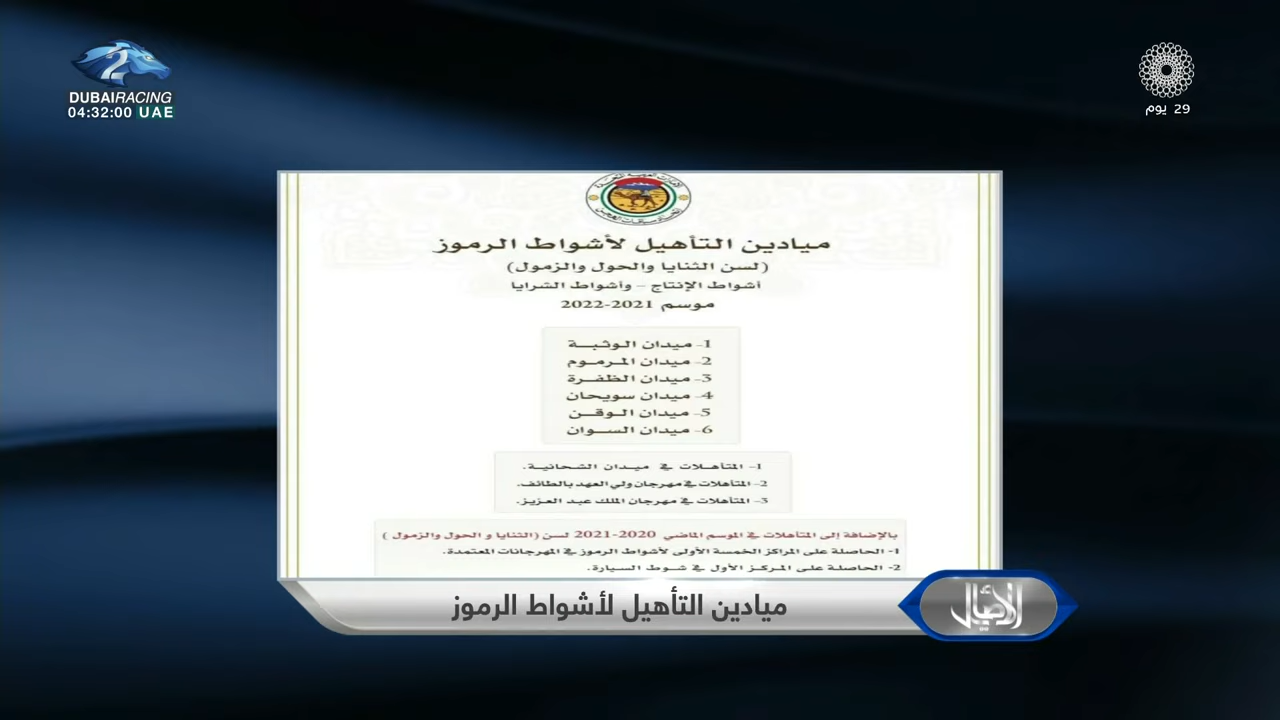 2
DUBAIRACING
04:32:00 UAE
29 يوم
ميادين التأهيل لأشواط الرموز
(لسن الثنايا والحول والزمول)
أشواط الإنتاج - وأشواط الشرايا
موسم 2021-2022
1- ميدان الوثبة
2- ميدان المرموم
3- ميدان الظفرة
4- ميدان سويحان
5- ميدان الوقن
6- ميدان السوان
1- المتأهلات في ميدان الشحانية.
2- المتأهلات في مهرجان ولي العهد بالطائف.
3- المتأهلات في مهرجان الملك عبد العزيز.
بالإضافة إلى المتأهلات في الموسم الماضي 2020-2021 لسن (الثنايا و الحول والزمول )
1- الحاصلة على المراكز الخمسة الأولى لأشواط الرموز في المهرجانات المعتمدة.
2- الحاصلة على المركز الأول في شوط السيارة.
ميادين التأهيل لأشواط الرموز